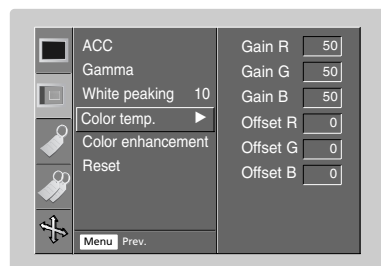 ACC
Gamma
White peaking 10
Color temp.
Color enhancement
Reset
Menu Prev.
Gain R 50
Gain G 50
Gain B 50
Offset R 0
Offset G 0
Offset B 0